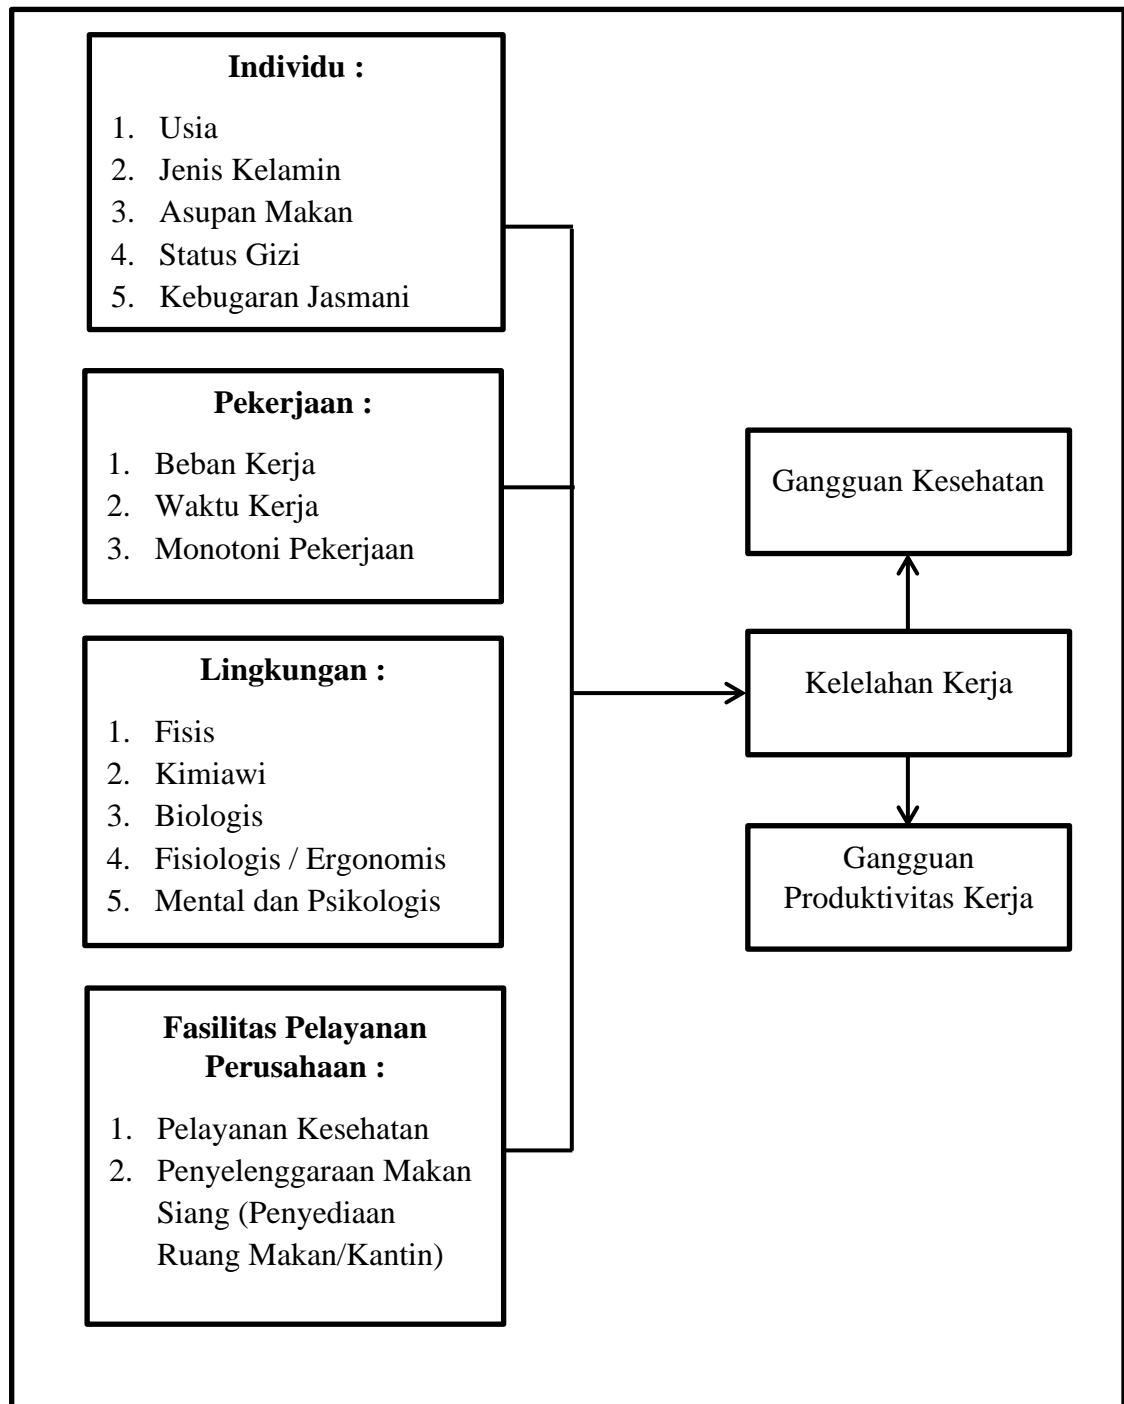 Individu :
1. Usia
2. Jenis Kelamin
3. Asupan Makan
4. Status Gizi
5. Kebugaran Jasmani
Pekerjaan :
1. Beban Kerja
2. Waktu Kerja
3. Monotoni Pekerjaan
Lingkungan :
1. Fisis
2. Kimiawi
3. Biologis
4. Fisiologis / Ergonomis
5. Mental dan Psikologis
Fasilitas Pelayanan
Perusahaan :
1. Pelayanan Kesehatan
2. Penyelenggaraan Makan
Siang (Penyediaan
Ruang Makan/Kantin)
Gangguan Kesehatan
Kelelahan Kerja
Gangguan
Produktivitas Kerja